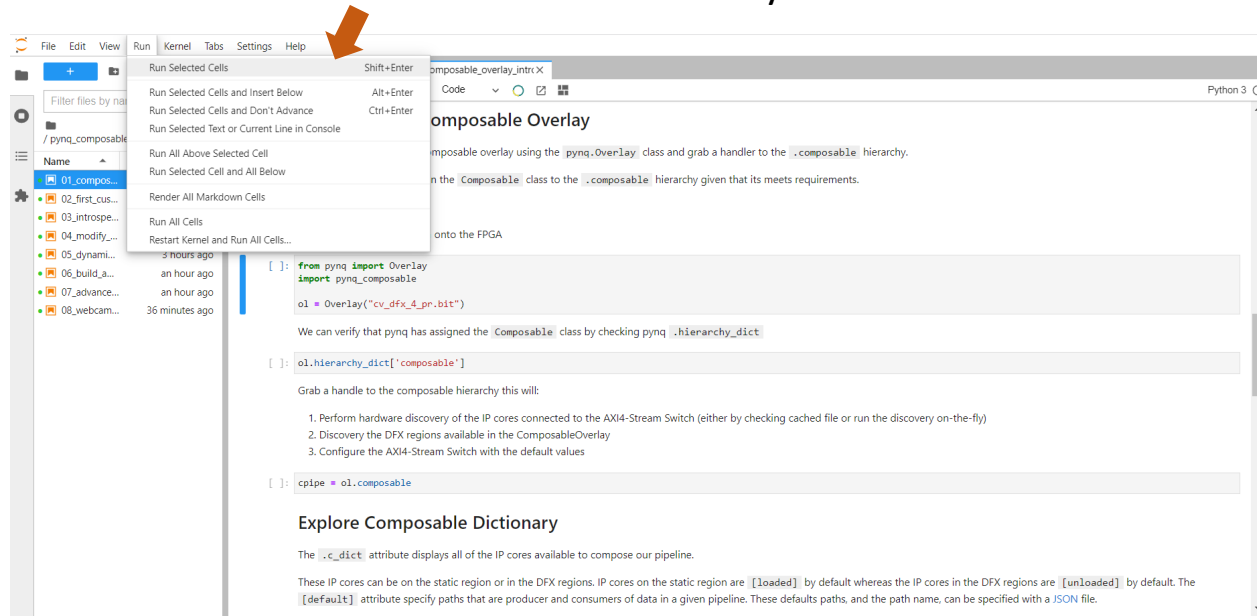 File Edit View Run Kernel Tabs Settings Help
Run Selected Cells Shift+Enter
Run Selected Cells and Insert Below Alt+Enter
Run Selected Cells and Don't Advance Ctrl+Enter
Run Selected Text or Current Line in Console
Run All Above Selected Cell
Run Selected Cell and All Below
Render All Markdown Cells
Run All Cells
Restart Kernel and Run All Cells...
Filter files by na
/ pynq_composable
Name
01_compos...
02_first_cus...
03_introspe...
04_modify_...
05_dynami... 3 hours ago
06_build_a... an hour ago
07_advance... an hour ago
08_webcam... 36 minutes ago
omposable_overlay_intr
Code
Python 3
omposable Overlay
mposable overlay using the pynq.Overlay class and grab a handler to the .composable hierarchy.
n the Composable class to the .composable hierarchy given that its meets requirements.
onto the FPGA
[ ]: from pynq import Overlay
import pynq_composable
ol = Overlay("cv_dfx_4_pr.bit")
We can verify that pynq has assigned the Composable class by checking pynq .hierarchy_dict
[ ]: ol.hierarchy_dict['composable']
Grab a handle to the composable hierarchy this will:
1. Perform hardware discovery of the IP cores connected to the AXI4-Stream Switch (either by checking cached file or run the discovery on-the-fly)
2. Discovery the DFX regions available in the ComposableOverlay
3. Configure the AXI4-Stream Switch with the default values
[ ]: cpipe = ol.composable
Explore Composable Dictionary
The .c_dict attribute displays all of the IP cores available to compose our pipeline.
These IP cores can be on the static region or in the DFX regions. IP cores on the static region are [loaded] by default whereas the IP cores in the DFX regions are [unloaded] by default. The
[default] attribute specify paths that are producer and consumers of data in a given pipeline. These defaults paths, and the path name, can be specified with a JSON file.